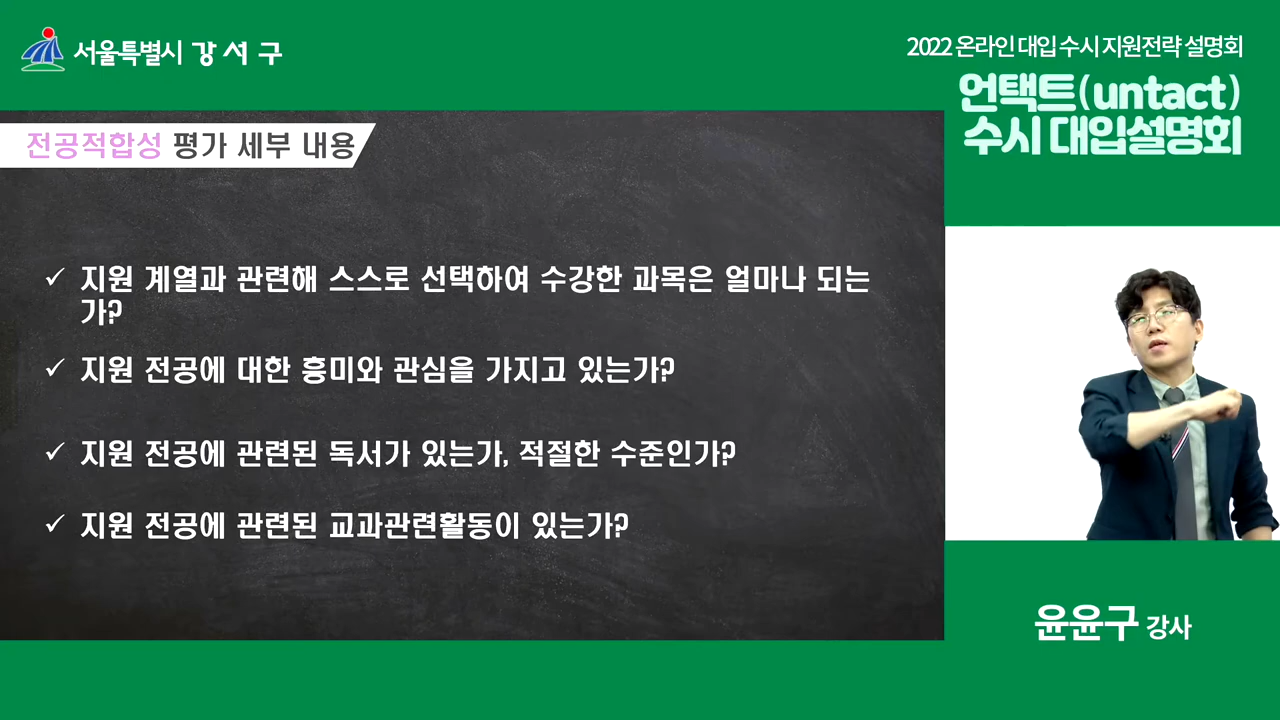 서울특별시 강서구
2022 온라인 대입 수시 지원전략 설명회
언택트(untact)
수시 대입설명회
전공적합성 평가 세부 내용
✓ 지원 계열과 관련해 스스로 선택하여 수강한 과목은 얼마나 되는
가?
✓ 지원 전공에 대한 흥미와 관심을 가지고 있는가?
✓ 지원 전공에 관련된 독서가 있는가, 적절한 수준인가?
✓ 지원 전공에 관련된 교과관련활동이 있는가?
윤윤구 강사